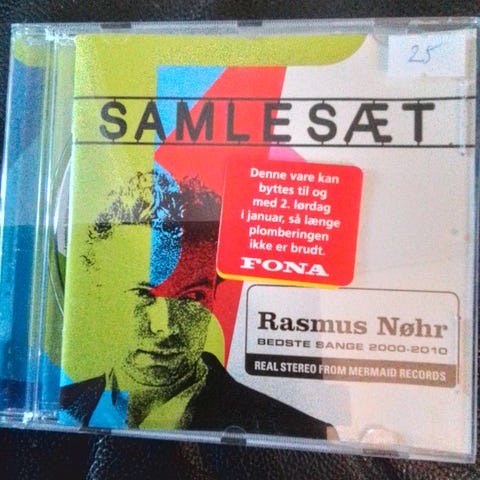 25
SAMLESÆT
Denne vare kan
byttes til og
med 2. lørdag
i januar, så længe
plomberingen
ikke er brudt.
FONA
Rasmus Nøhr
BEDSTE SANGE 2000-2010
REAL STEREO FROM MERMAID RECORDS